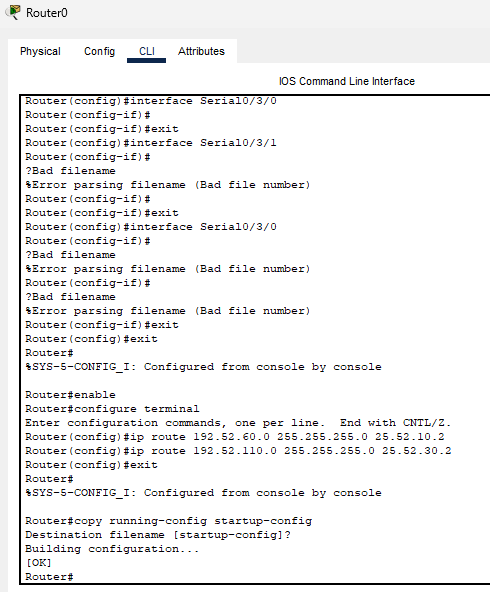 Router0
Physical Config CLI Attributes
IOS Command Line Interface
Router(config)#interface Serial0/3/0
Router(config-if)#
Router(config-if)#exit
Router(config)#interface Serial0/3/1
Router(config-if)#
?Bad filename
%Error parsing filename (Bad file number)
Router(config-if)#
Router(config-if)#exit
Router(config)#interface Serial0/3/0
Router(config-if)#
?Bad filename
%Error parsing filename (Bad file number)
Router(config-if)#
?Bad filename
%Error parsing filename (Bad file number)
Router(config-if)#exit
Router(config)#exit
Router#
%SYS-5-CONFIG_I: Configured from console by console
Router#enable
Router#configure terminal
Enter configuration commands, one per line.  End with CNTL/Z.
Router(config)#ip route 192.52.60.0 255.255.255.0 25.52.10.2
Router(config)#ip route 192.52.110.0 255.255.255.0 25.52.30.2
Router(config)#exit
Router#
%SYS-5-CONFIG_I: Configured from console by console
Router#copy running-config startup-config
Destination filename [startup-config]?
Building configuration...
[OK]
Router#